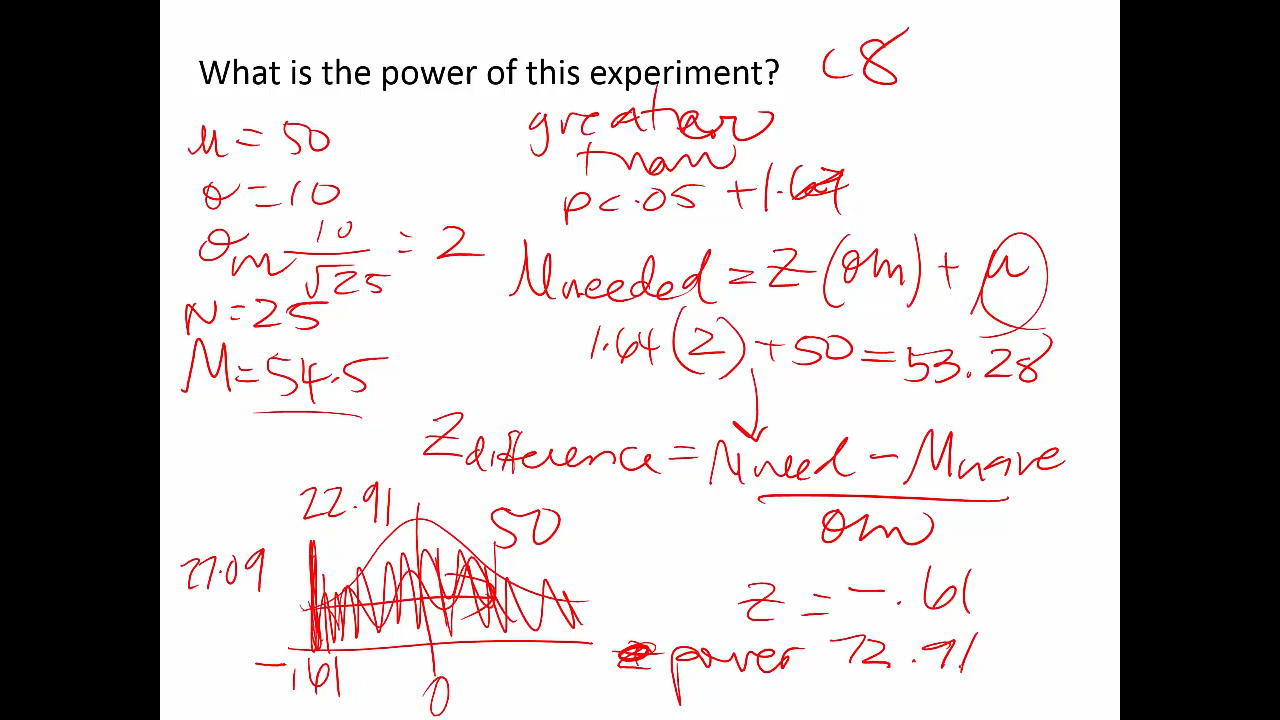 What is the power of this experiment? C8
greater
than
μ = 50
σ = 10
p < .05 +1.64
σm 10/√25 = 2
Mneeded = Z (σm) + μ
N = 25
1.64 (2) + 50 = 53.28
M = 54.5
Zdifference = Mneed - Mhave
σm
22.91
50
27.09
z = -.61
power 72.91
-.61
0